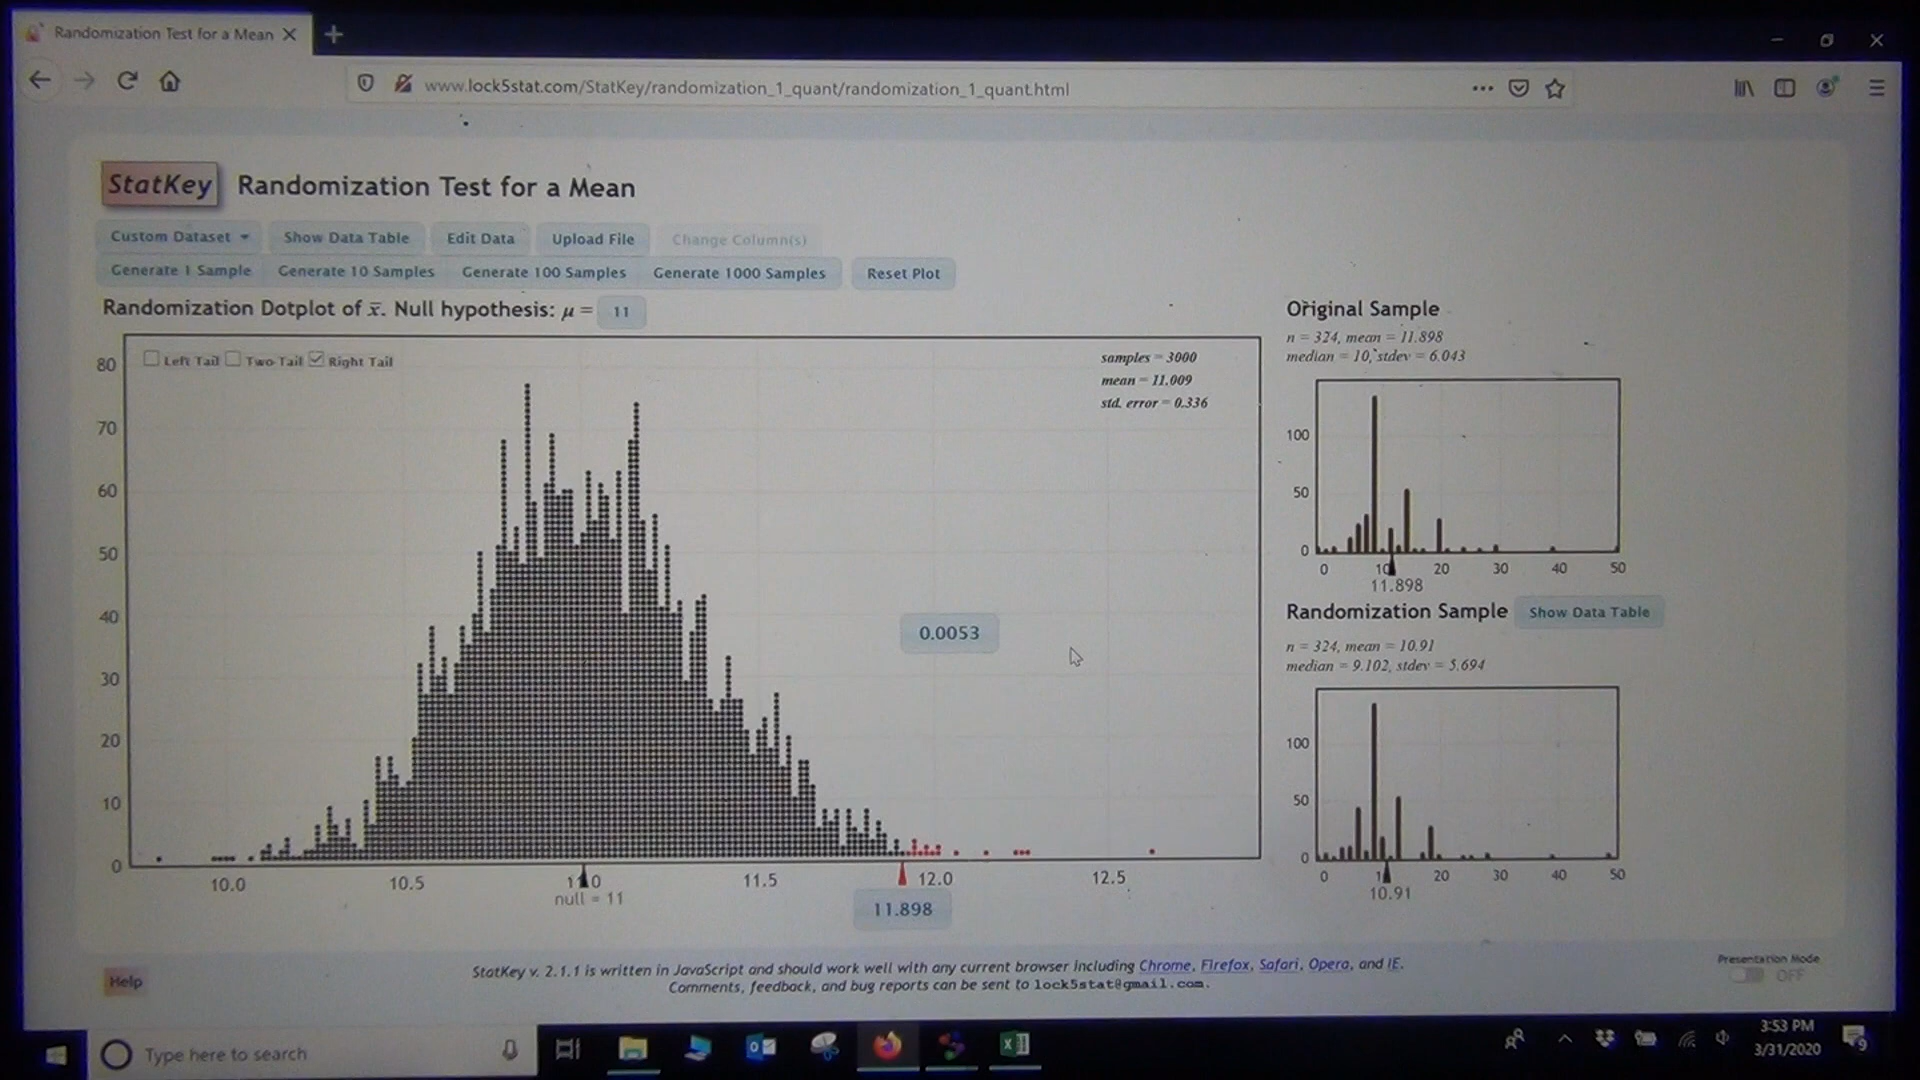 Randomization Test for a Mean
www.lock5stat.com/StatKey/randomization_1_quant/randomization_1_quant.html
StatKey Randomization Test for a Mean
Custom Dataset Show Data Table Edit Data Upload File Change Column(s)
Generate 1 Sample Generate 10 Samples Generate 100 Samples Generate 1000 Samples Reset Plot
Randomization Dotplot of x̅. Null hypothesis: μ = 11
Left Tail Two-Tail Right Tail
samples = 3000
mean = 11.009
std. error = 0.336
80
70
60
50
40
30
20
10
0
0.0053
10.0 10.5 11.0 11.5 12.0 12.5
null = 11
11.898
Original Sample
n = 324, mean = 11.898
median = 10, stdev = 6.043
100
50
0
0 10 20 30 40 50
11.898
Randomization Sample Show Data Table
n = 324, mean = 10.91
median = 9.102, stdev = 5.694
100
50
0
0 10 20 30 40 50
10.91
Help
StatKey v. 2.1.1 is written in JavaScript and should work well with any current browser including Chrome, Firefox, Safari, Opera, and IE.
Comments, feedback, and bug reports can be sent to lock5stat@gmail.com.
Presentation Mode
OFF
Type here to search
3:53 PM
3/31/2020
9